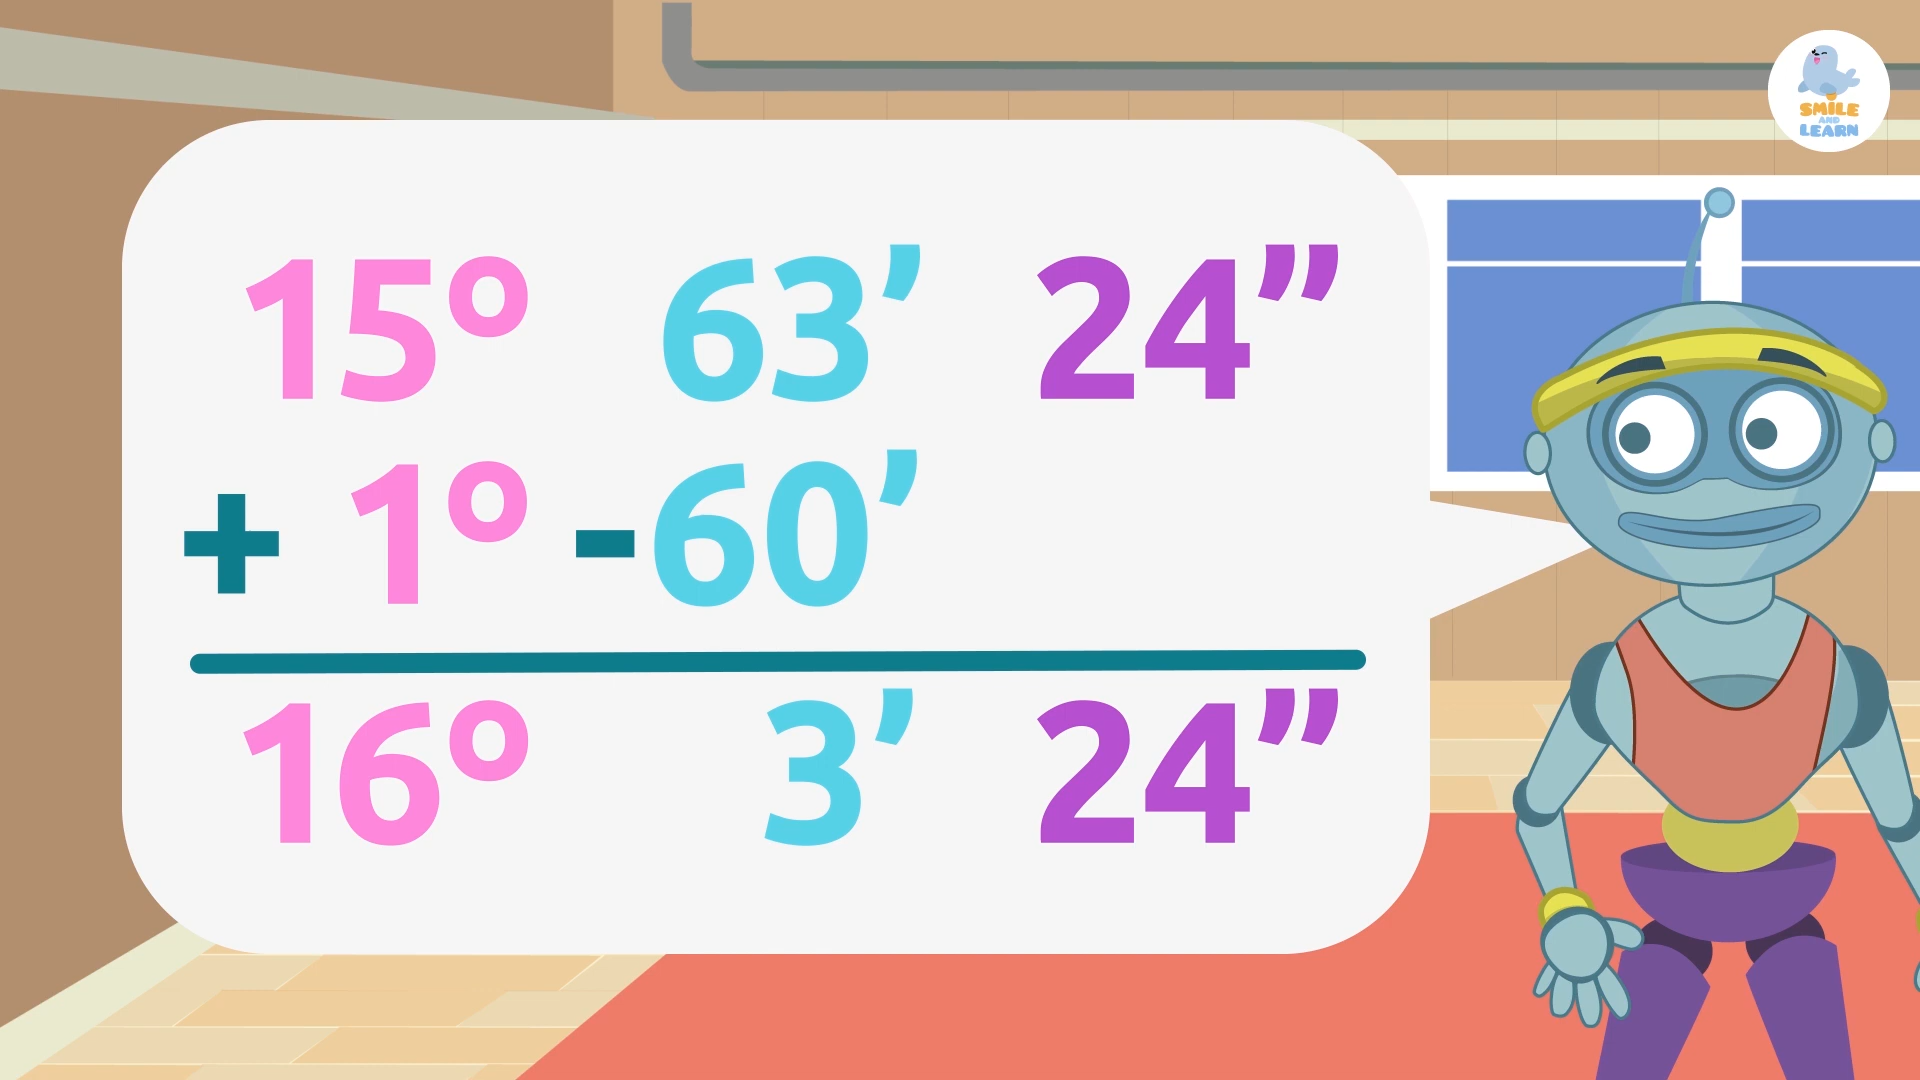 15º 63’ 24”
+ 1º -60’
16º 3’ 24”
SMILE
AND
LEARN